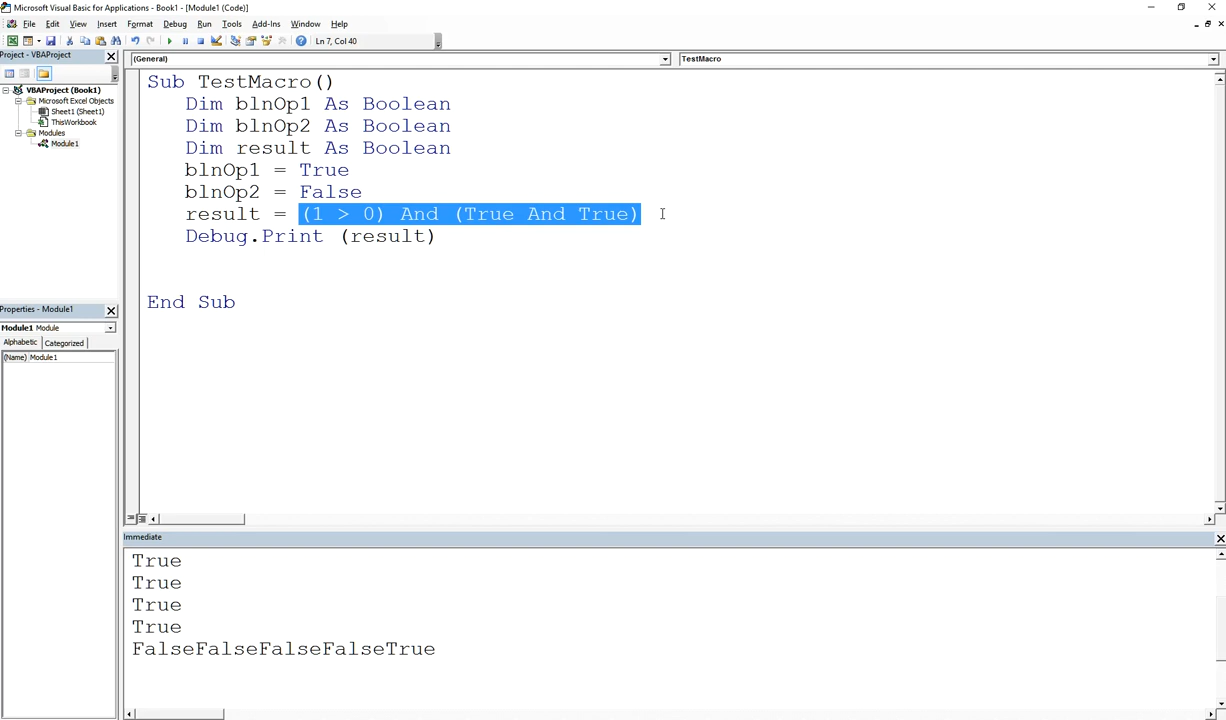 Microsoft Visual Basic for Applications - Book1 - [Module1 (Code)]
File Edit View Insert Format Debug Run Tools Add-Ins Window Help
Ln 7, Col 40
Project - VBAProject
VBAProject (Book1)
Microsoft Excel Objects
Sheet1 (Sheet1)
ThisWorkbook
Modules
Module1
Properties - Module1
Module1 Module
Alphabetic Categorized
(Name) Module1
(General) TestMacro
Sub TestMacro()
Dim blnOp1 As Boolean
Dim blnOp2 As Boolean
Dim result As Boolean
blnOp1 = True
blnOp2 = False
result = (1 > 0) And (True And True)
Debug.Print (result)
End Sub
Immediate
True
True
True
True
FalseFalseFalseFalseTrue